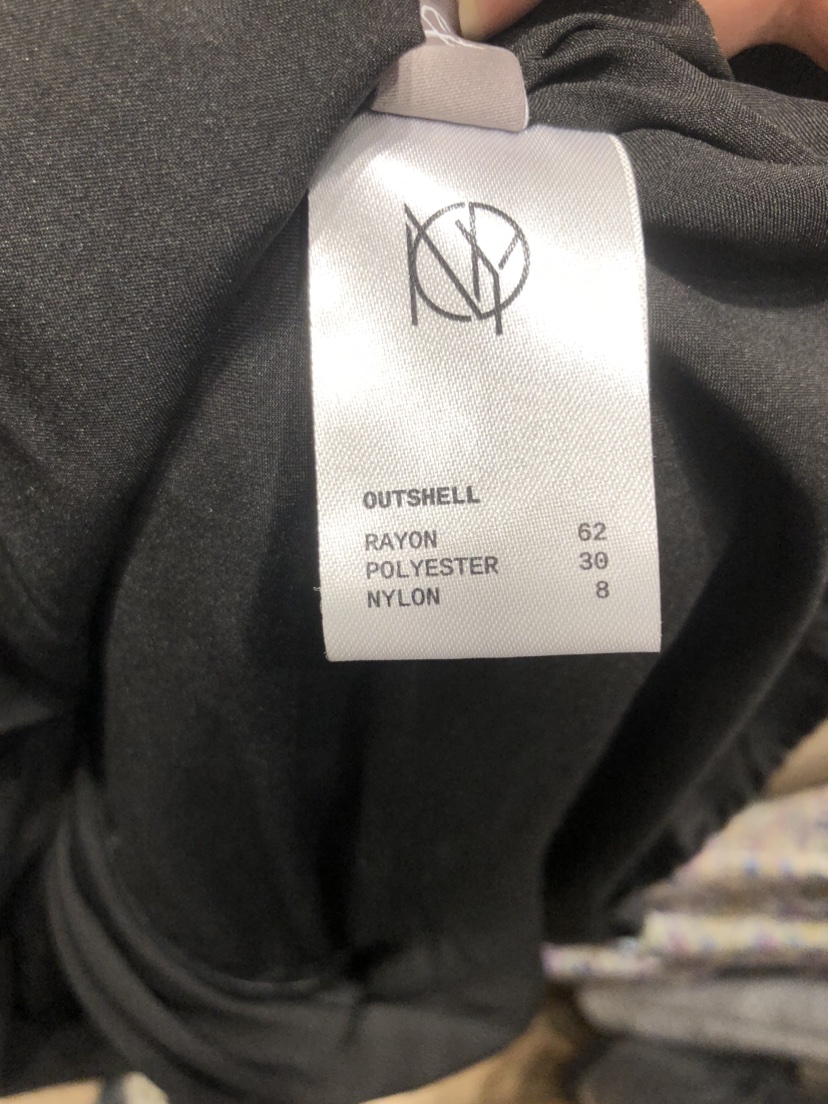 OUTSHELL
RAYON 62
POLYESTER 30
NYLON 8